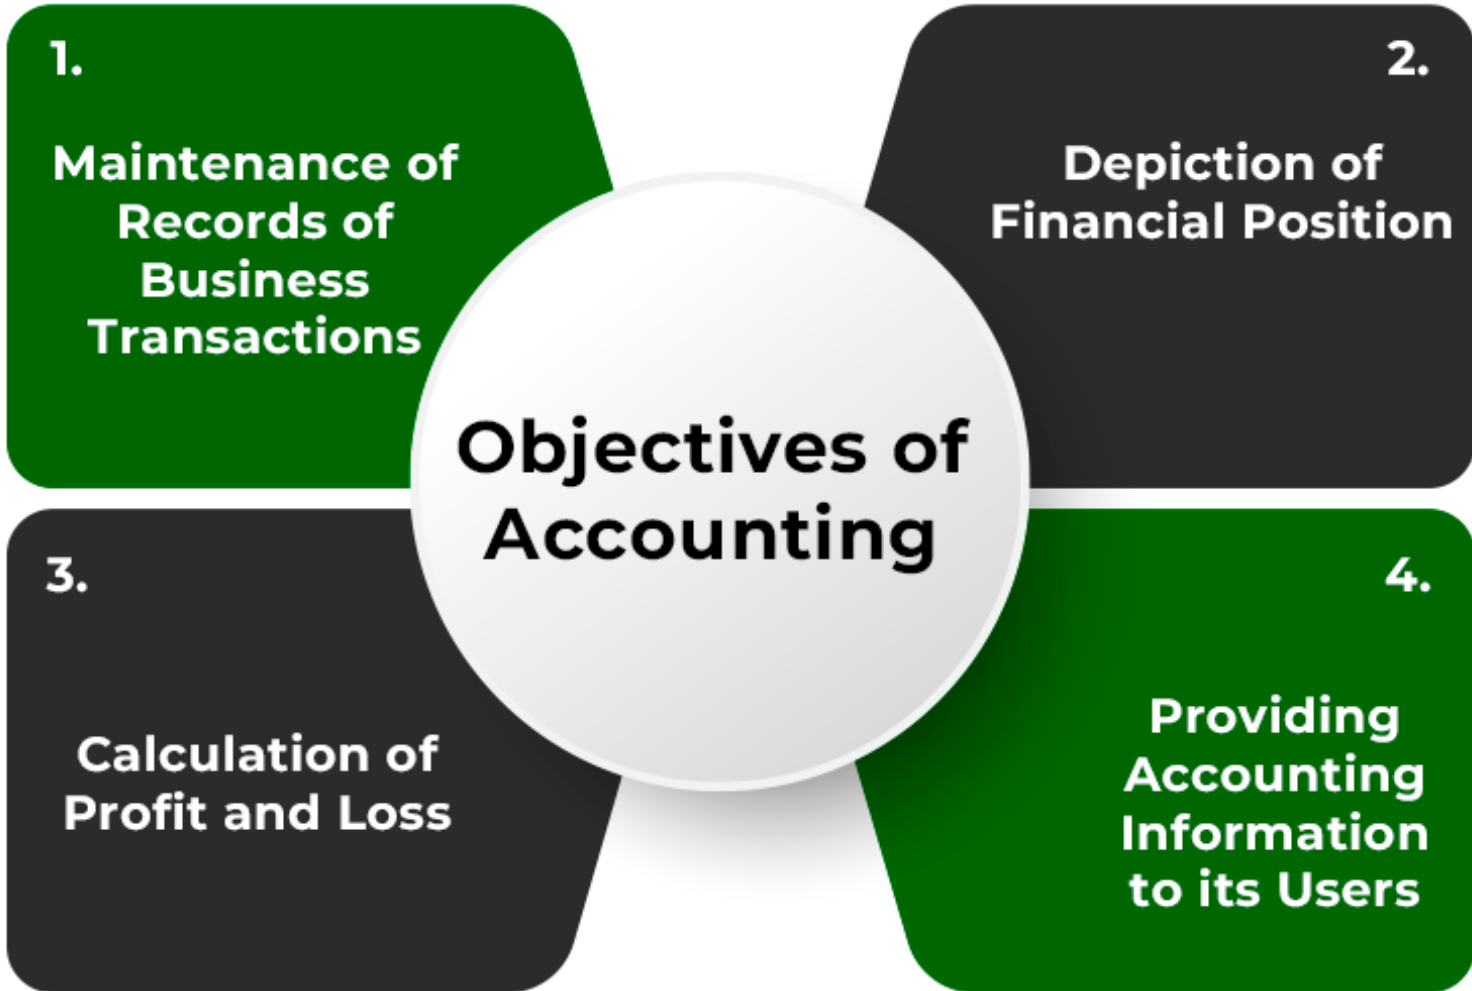 1.
Maintenance of
Records of
Business
Transactions
2.
Depiction of
Financial Position
Objectives of
Accounting
3.
Calculation of
Profit and Loss
4.
Providing
Accounting
Information
to its Users